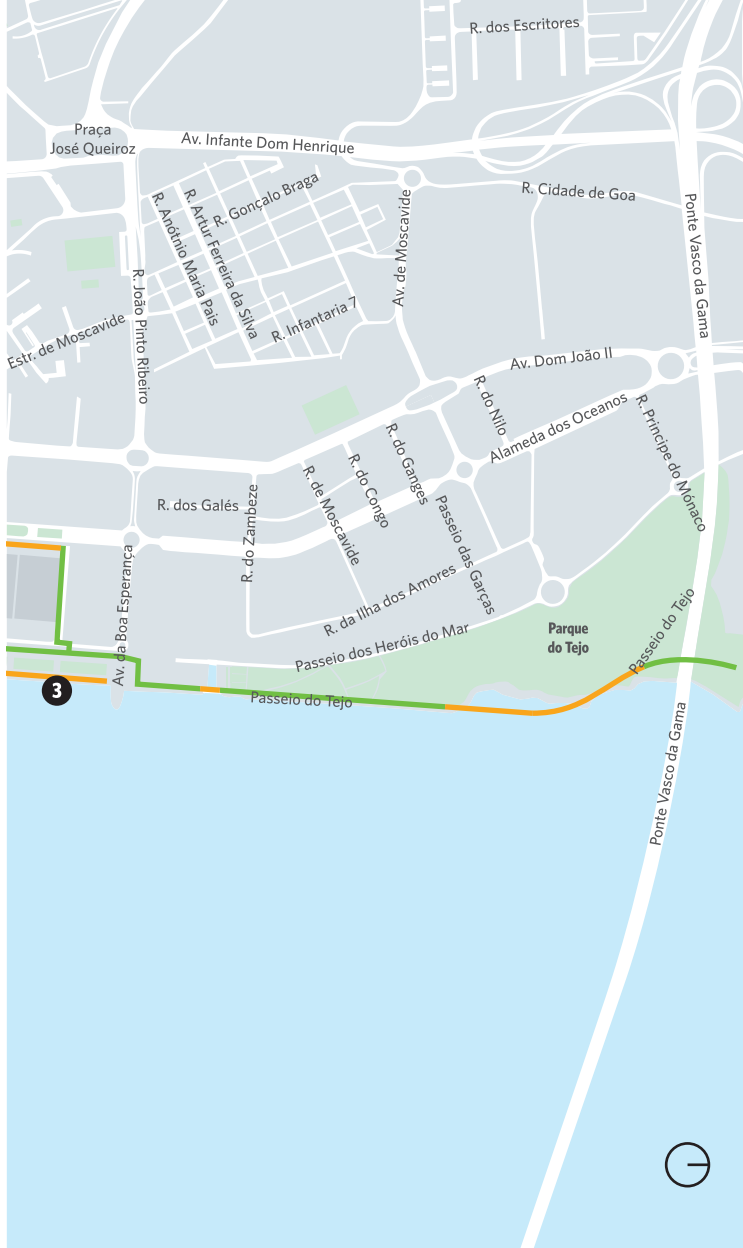 R. dos Escritores
Praça
José Queiroz
Av. Infante Dom Henrique
R. Gonçalo Braga
R. Cidade de Goa
R. Anótnio Maria Pais
R. Artur Ferreira da Silva
Av. de Moscavide
Ponte Vasco da Gama
R. João Pinto Ribeiro
Estr. de Moscavide
R. Infantaria 7
Av. Dom João II
R. do Nilo
Alameda dos Oceanos
R. Principe do Mónaco
R. do Ganges
R. do Congo
R. de Moscavide
R. dos Galés
R. do Zambeze
Passeio das Garças
Av. da Boa Esperança
R. da Ilha dos Amores
Passeio dos Heróis do Mar
Parque
do Tejo
Passeio do Tejo
3
Passeio do Tejo
Ponte Vasco da Gama